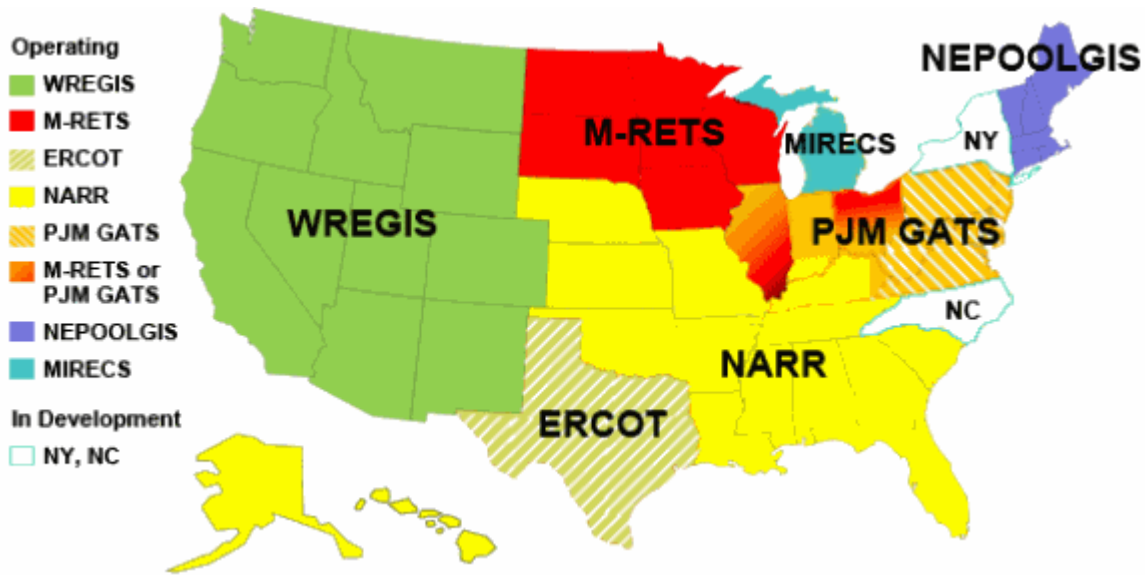 Operating
WREGIS
M-RETS
ERCOT
NARR
PJM GATS
M-RETS or
PJM GATS
NEPOOLGIS
MIRECS
In Development
NY, NC
NEPOOLGIS
M-RETS
MIRECS
NY
WREGIS
PJM GATS
NC
NARR
ERCOT